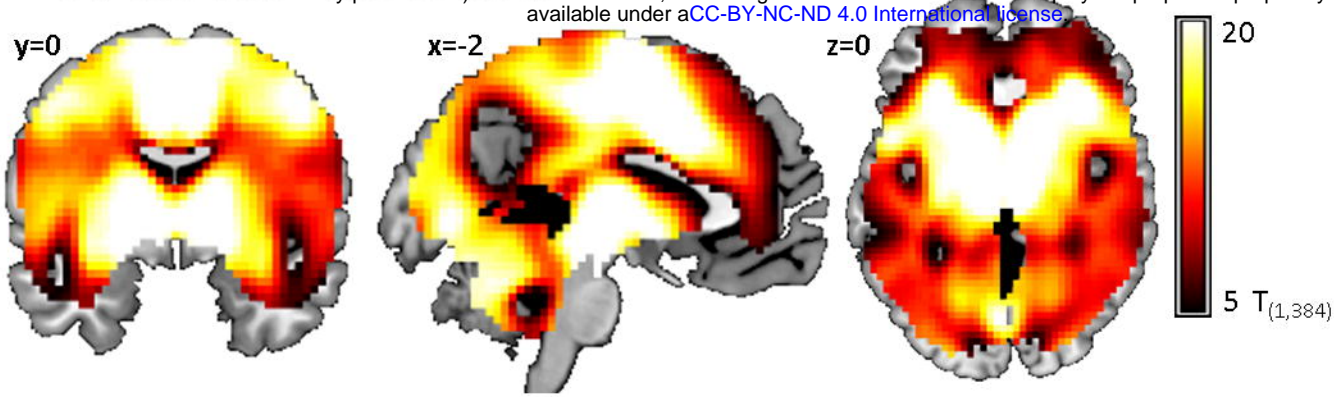 available under aCC-BY-NC-ND 4.0 International license.
y=0
x=-2
z=0
20
5 T(1,384)